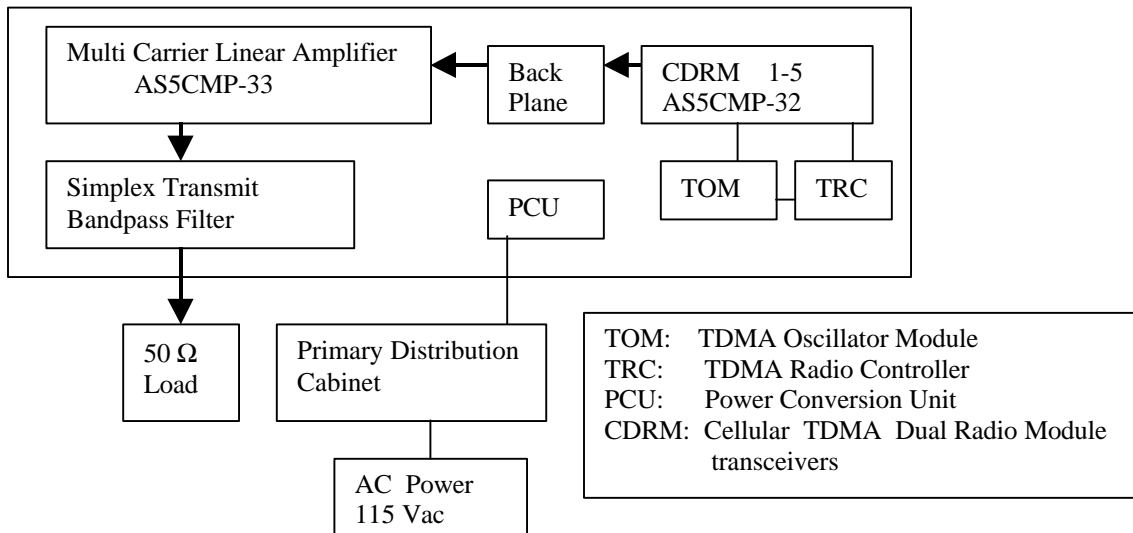 Multi Carrier Linear Amplifier
AS5CMP-33
Back
Plane
CDRM 1-5
AS5CMP-32
Simplex Transmit
Bandpass Filter
PCU
TOM
TRC
50 Ω
Load
Primary Distribution
Cabinet
AC Power
115 Vac
TOM: TDMA Oscillator Module
TRC: TDMA Radio Controller
PCU: Power Conversion Unit
CDRM: Cellular TDMA Dual Radio Module
transceivers